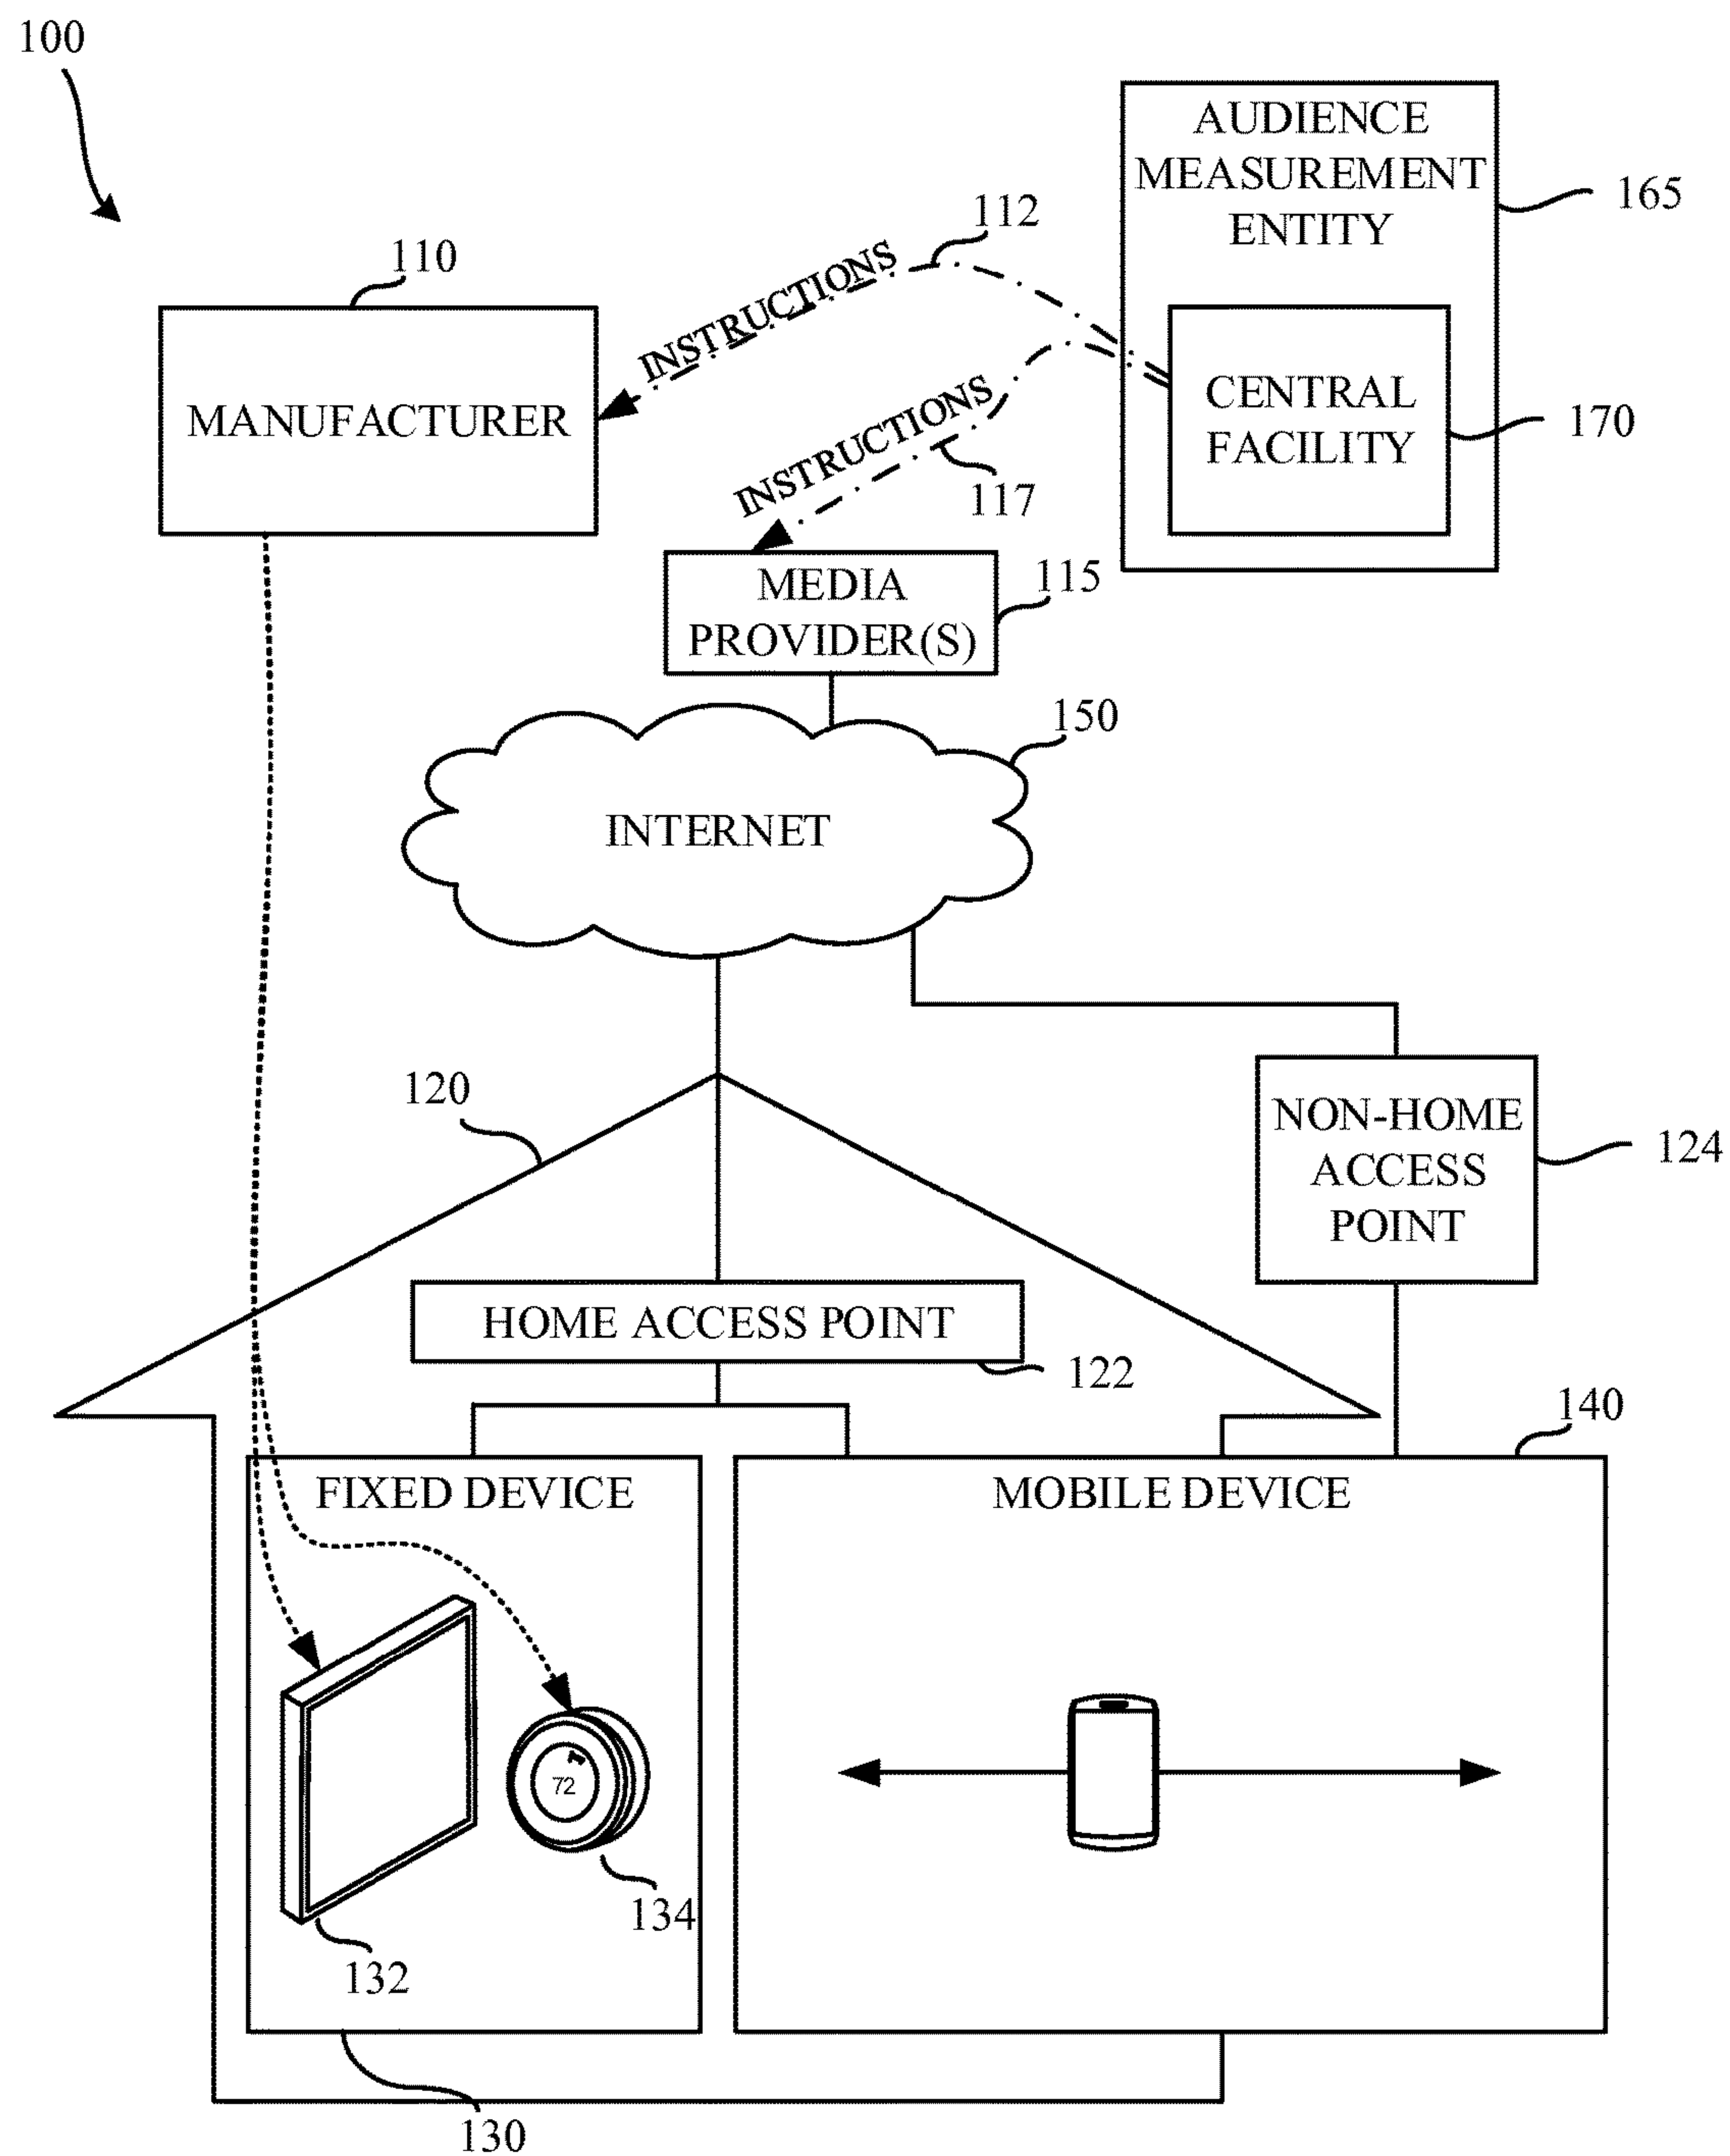 100
AUDIENCE
MEASUREMENT
ENTITY
165
112
110
INSTRUCTIONS
MANUFACTURER
CENTRAL
FACILITY
170
INSTRUCTIONS
117
MEDIA
PROVIDER(S)
115
150
INTERNET
120
NON-HOME
ACCESS
POINT
124
HOME ACCESS POINT
122
140
FIXED DEVICE
MOBILE DEVICE
72
134
132
130